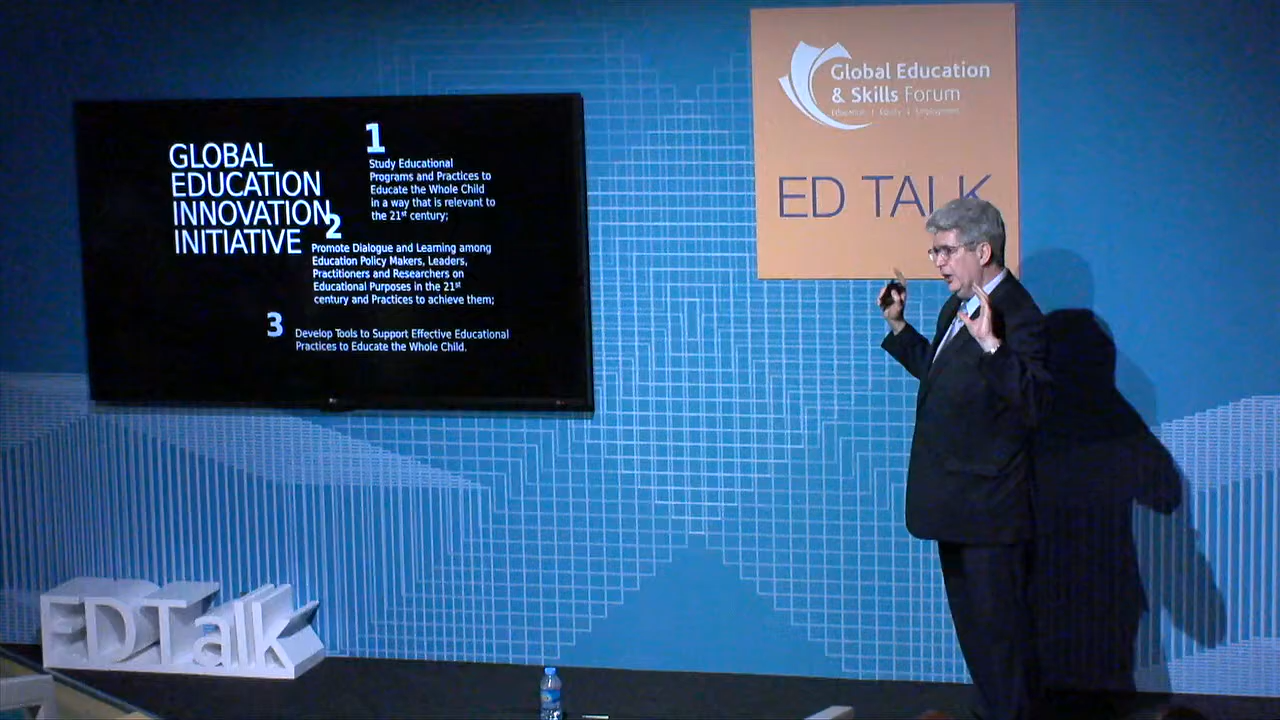 GLOBAL
EDUCATION
INNOVATION
INITIATIVE
1
Study Educational
Programs and Practices to
Educate the Whole Child
in a way that is relevant to
the 21st century;
2
Promote Dialogue and Learning among
Education Policy Makers, Leaders,
Practitioners and Researchers on
Educational Purposes in the 21st
century and Practices to achieve them;
3
Develop Tools to Support Effective Educational
Practices to Educate the Whole Child.
Global Education
& Skills Forum
Education | Equity | Employment
ED TALK
EDTalk